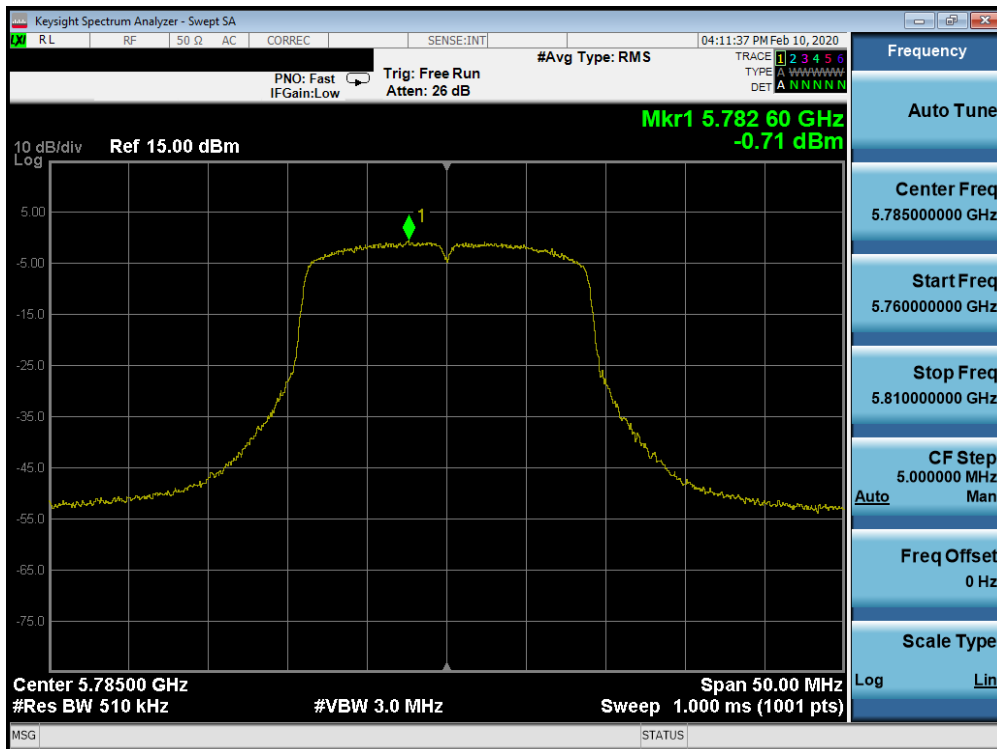 Keysight Spectrum Analyzer - Swept SA
LXI RL RF 50 Ω AC CORREC SENSE:INT 04:11:37 PM Feb 10, 2020
#Avg Type: RMS
TRACE 1 2 3 4 5 6
TYPE A WWWWW
DET A N N N N N
PNO: Fast
IFGain:Low
Trig: Free Run
Atten: 26 dB
Mkr1 5.782 60 GHz
-0.71 dBm
10 dB/div Ref 15.00 dBm
Log
5.00
-5.00
-15.0
-25.0
-35.0
-45.0
-55.0
-65.0
-75.0
1
Center 5.78500 GHz
Span 50.00 MHz
#Res BW 510 kHz
#VBW 3.0 MHz
Sweep 1.000 ms (1001 pts)
MSG
STATUS
Frequency
Auto Tune
Center Freq
5.785000000 GHz
Start Freq
5.760000000 GHz
Stop Freq
5.810000000 GHz
CF Step
5.000000 MHz
Auto Man
Freq Offset
0 Hz
Scale Type
Log Lin